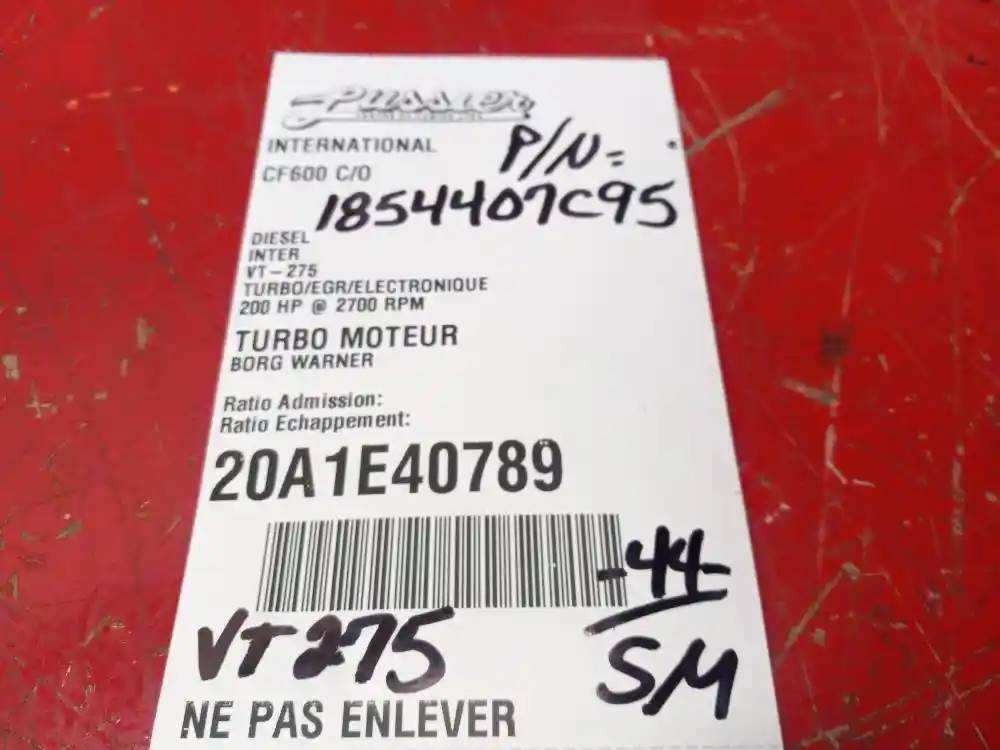 INTERNATIONAL
P/N=
CF600 C/O
1854407C95
DIESEL
INTER
VT-275
TURBO/EGR/ELECTRONIQUE
200 HP @ 2700 RPM
TURBO MOTEUR
BORG WARNER
Ratio Admission:
Ratio Echappement:
20A1E40789
-44-
VT275
SM
NE PAS ENLEVER